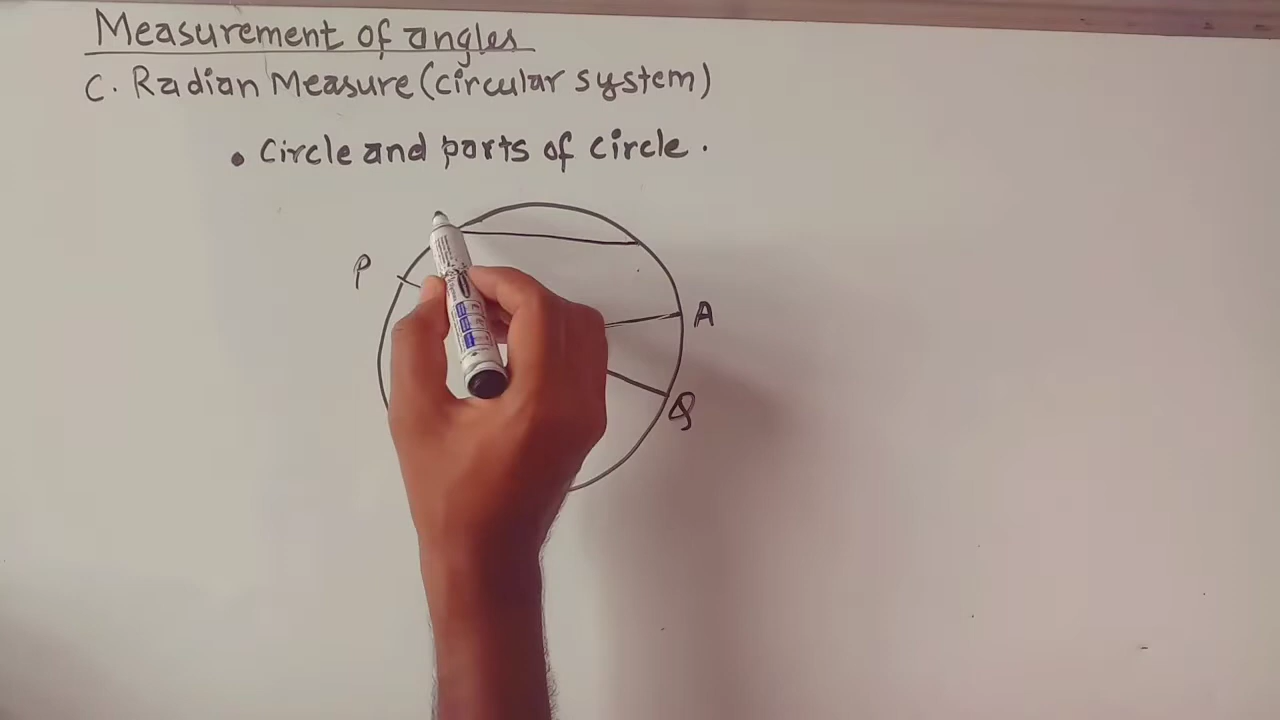 Measurement of angles
C. Radian Measure (circular system)
• Circle and parts of circle.
P
A
Q